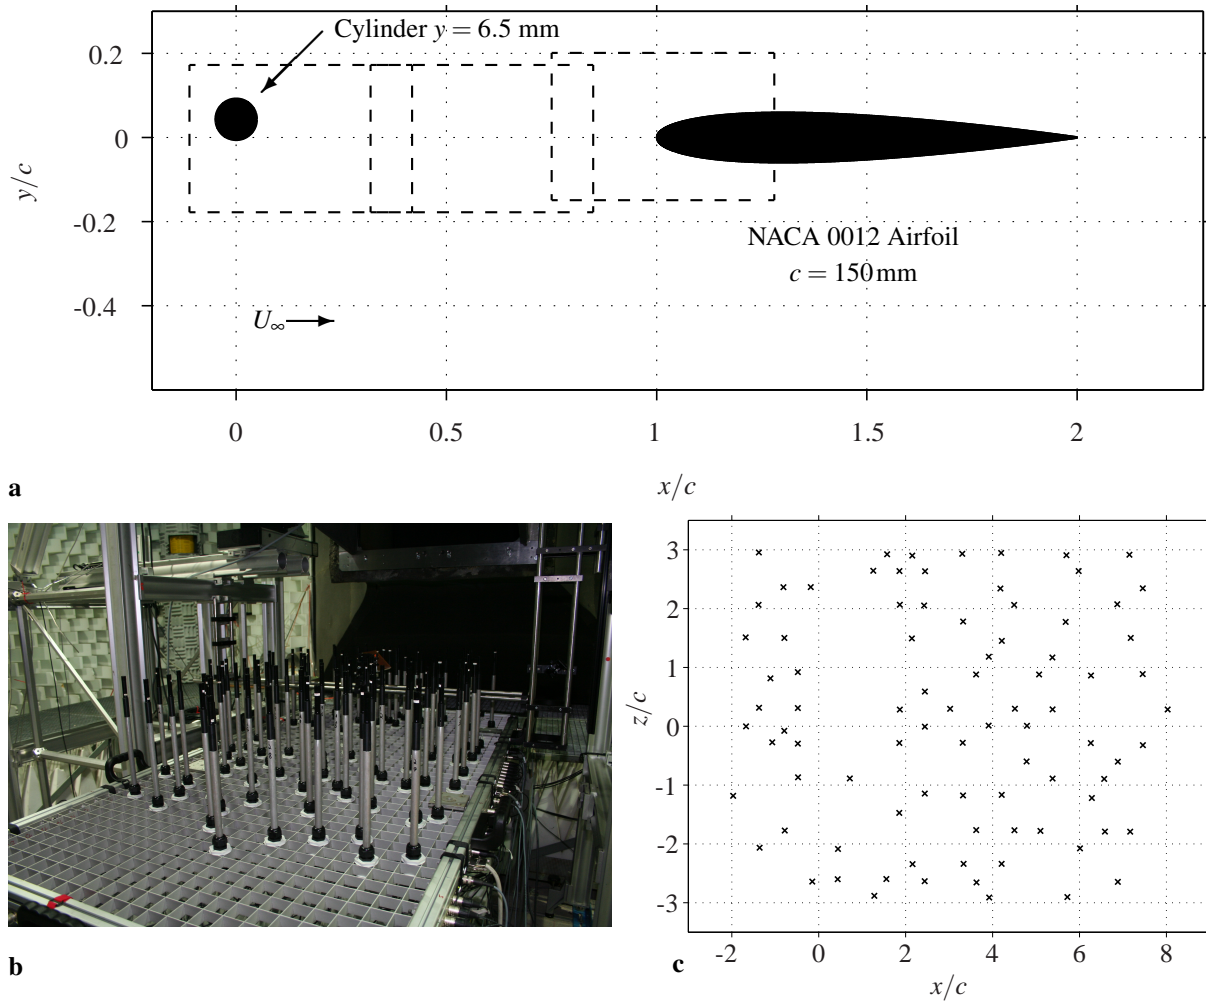 Cylinder y = 6.5 mm
0.2
0
-0.2
-0.4
y/c
NACA 0012 Airfoil
c = 150 mm
U∞
0 0.5 1 1.5 2
x/c
a
3
2
1
0
-1
-2
-3
z/c
-2 0 2 4 6 8
x/c
b
c